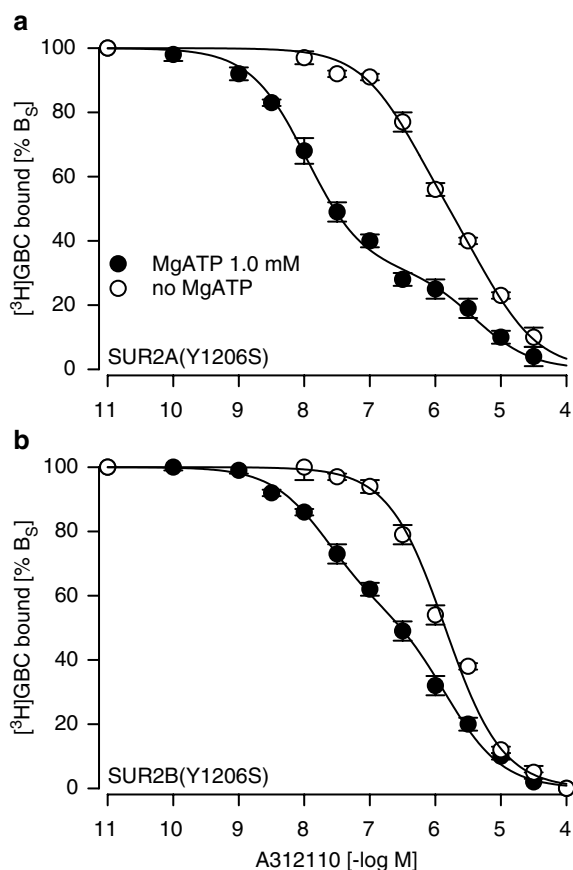 a
100
80
60
40
20
0
[³H]GBC bound [% B_S]
MgATP 1.0 mM
no MgATP
SUR2A(Y1206S)
11 10 9 8 7 6 5 4
b
100
80
60
40
20
0
[³H]GBC bound [% B_S]
SUR2B(Y1206S)
11 10 9 8 7 6 5 4
A312110 [-log M]